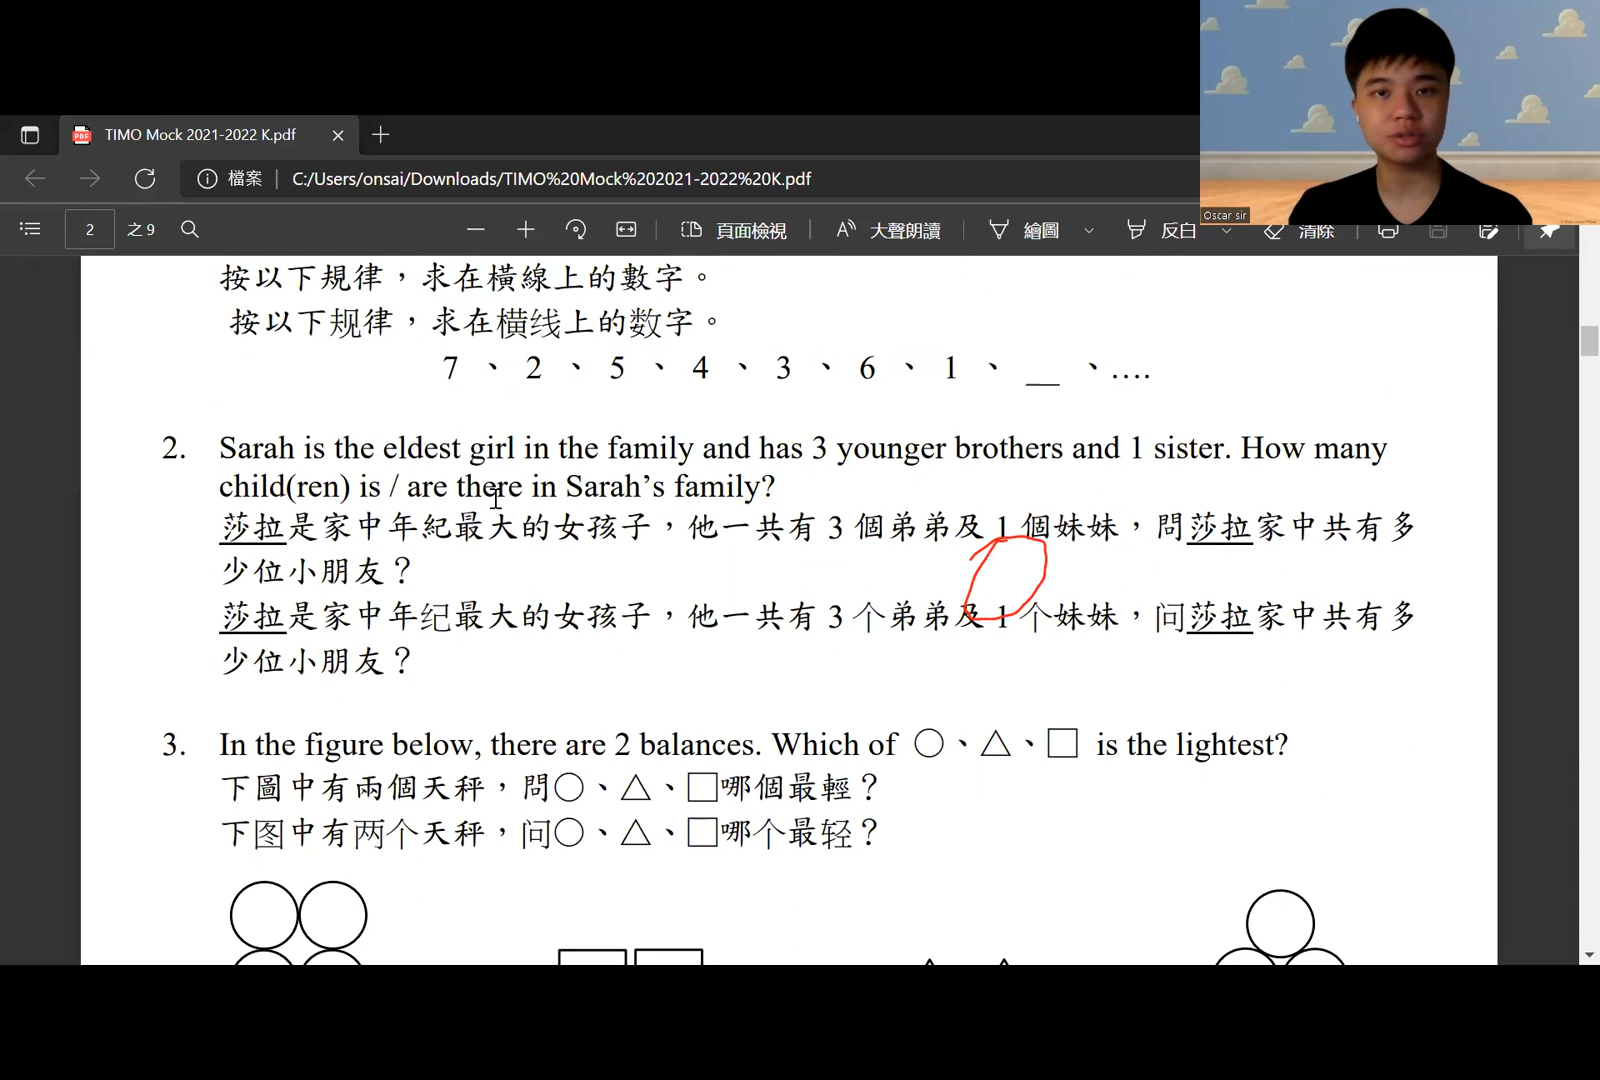 TIMO Mock 2021-2022 K.pdf
檔案 C:/Users/onsai/Downloads/TIMO%20Mock%202021-2022%20K.pdf
Oscar sir
2 之 9 頁面檢視 大聲朗讀 繪圖 反白 清除
按以下規律，求在橫線上的數字。
按以下规律，求在横线上的数字。
7 、 2 、 5 、 4 、 3 、 6 、 1 、 __ 、....
2. Sarah is the eldest girl in the family and has 3 younger brothers and 1 sister. How many
child(ren) is / are there in Sarah’s family?
莎拉是家中年紀最大的女孩子，他一共有 3 個弟弟及 1 個妹妹，問莎拉家中共有多
少位小朋友？
莎拉是家中年纪最大的女孩子，他一共有 3 个弟弟及 1 个妹妹，问莎拉家中共有多
少位小朋友？
3. In the figure below, there are 2 balances. Which of ○、△、□ is the lightest?
下圖中有兩個天秤，問○、△、□哪個最輕？
下图中有两个天秤，问○、△、□哪个最轻？